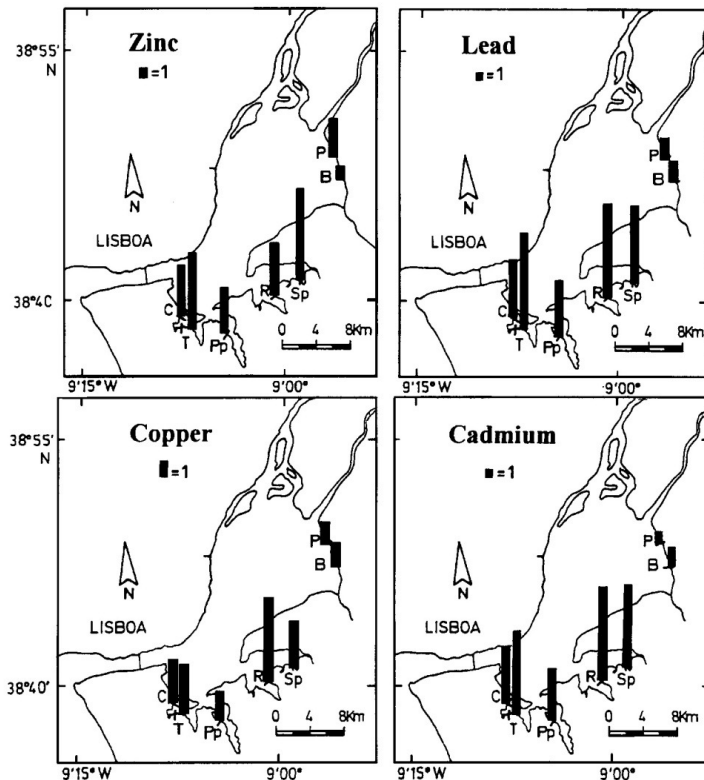 Zinc
=1
38°55'
N
N
P
B
LISBOA
38°40'
C
T
Pp
R
Sp
0 4 8Km
9°15' W
9°00'
Lead
=1
N
P
B
LISBOA
C
T
Pp
R
Sp
0 4 8Km
9°15° W
9°00'
Copper
=1
38°55'
N
N
P
B
LISBOA
38°40'
C
T
Pp
R
Sp
0 4 8Km
9°15' W
9°00'
Cadmium
=1
N
P
B
LISBOA
C
T
Pp
R
Sp
0 4 8Km
9°15' W
9°00'